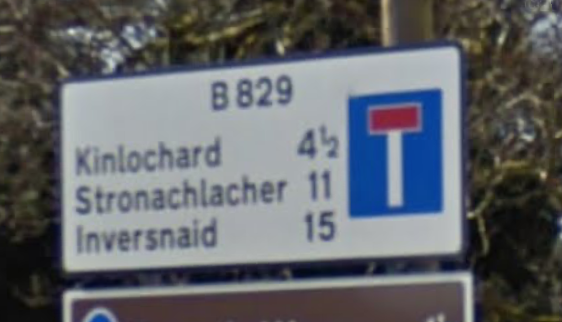 B 829
Kinlochard 4½
Stronachlacher 11
Inversnaid 15